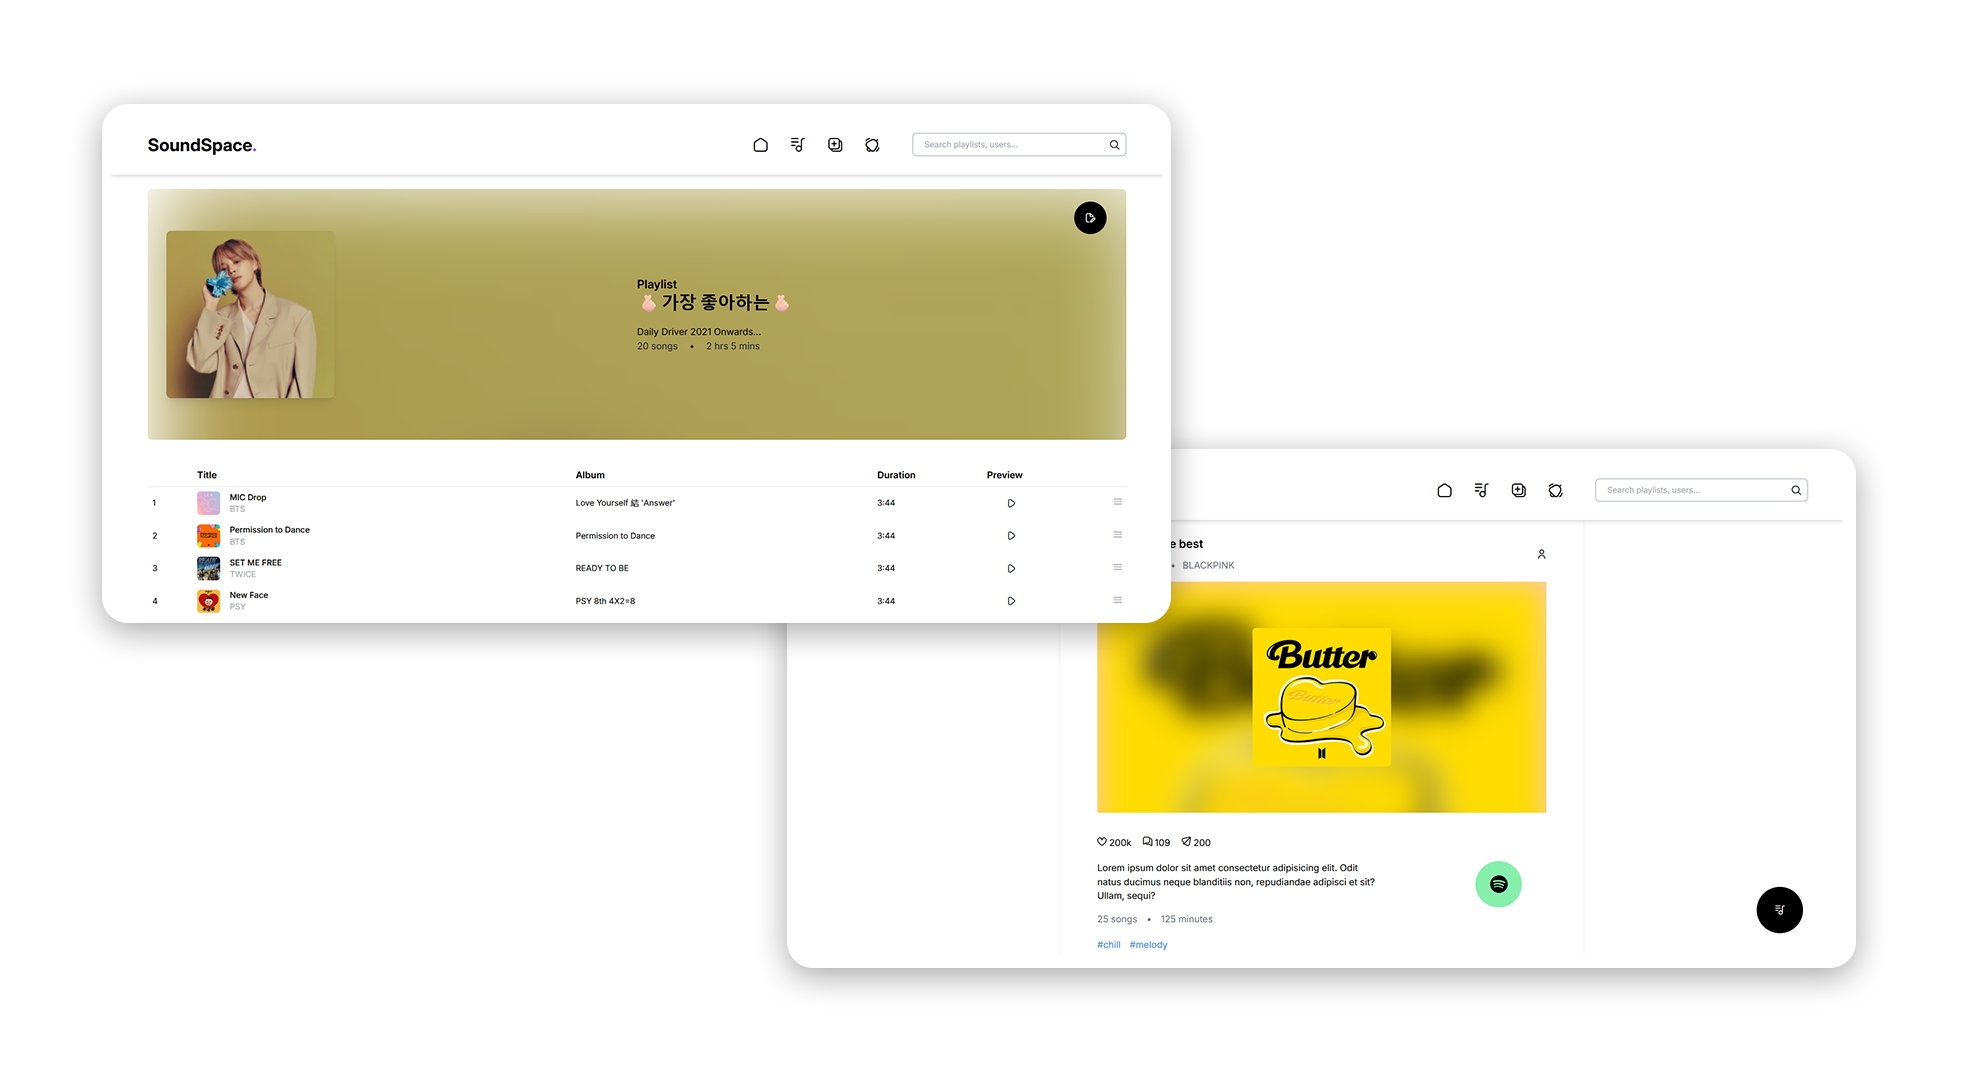 SoundSpace.
Search playlists, users...
Playlist
🫰🏻 가장 좋아하는 🫰🏻
Daily Driver 2021 Onwards...
20 songs • 2 hrs 5 mins
Title Album Duration Preview
1 MIC Drop Love Yourself 結 'Answer' 3:44
BTS
2 Permission to Dance Permission to Dance 3:44
BTS
3 SET ME FREE READY TO BE 3:44
TWICE
4 New Face PSY 8th 4X2=8 3:44
PSY
Search playlists, users...
e best
• BLACKPINK
Butter
Butter
200k 109 200
Lorem ipsum dolor sit amet consectetur adipisicing elit. Odit
natus ducimus neque blanditiis non, repudiandae adipisci et sit?
Ullam, sequi?
25 songs • 125 minutes
#chill #melody